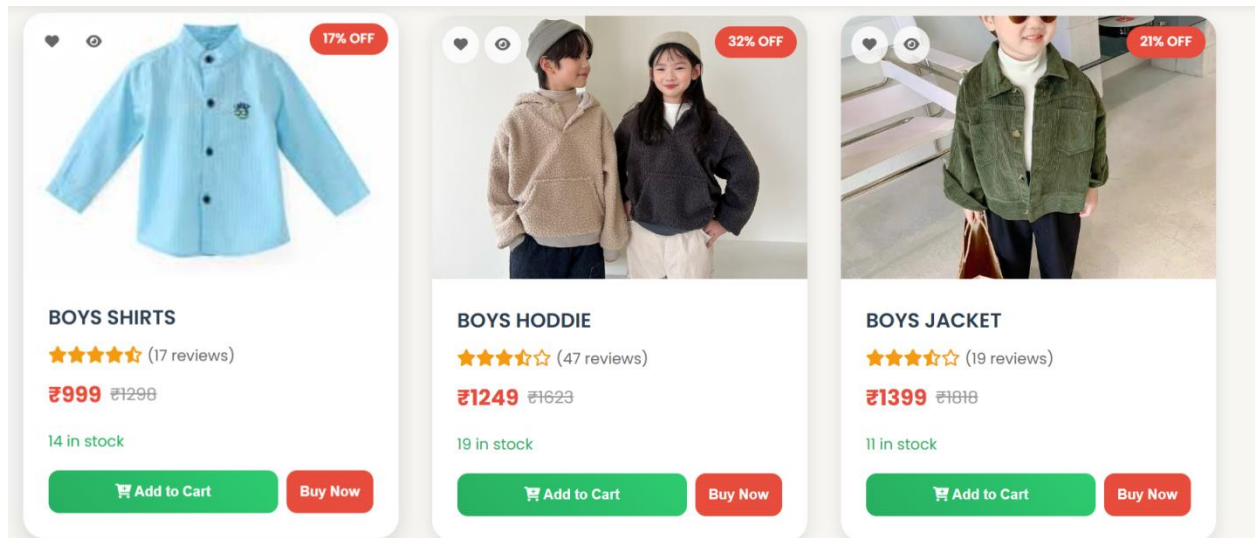 17% OFF
BOYS SHIRTS
(17 reviews)
₹999 ₹1298
14 in stock
Add to Cart
Buy Now
32% OFF
BOYS HODDIE
(47 reviews)
₹1249 ₹1623
19 in stock
Add to Cart
Buy Now
21% OFF
BOYS JACKET
(19 reviews)
₹1399 ₹1818
11 in stock
Add to Cart
Buy Now